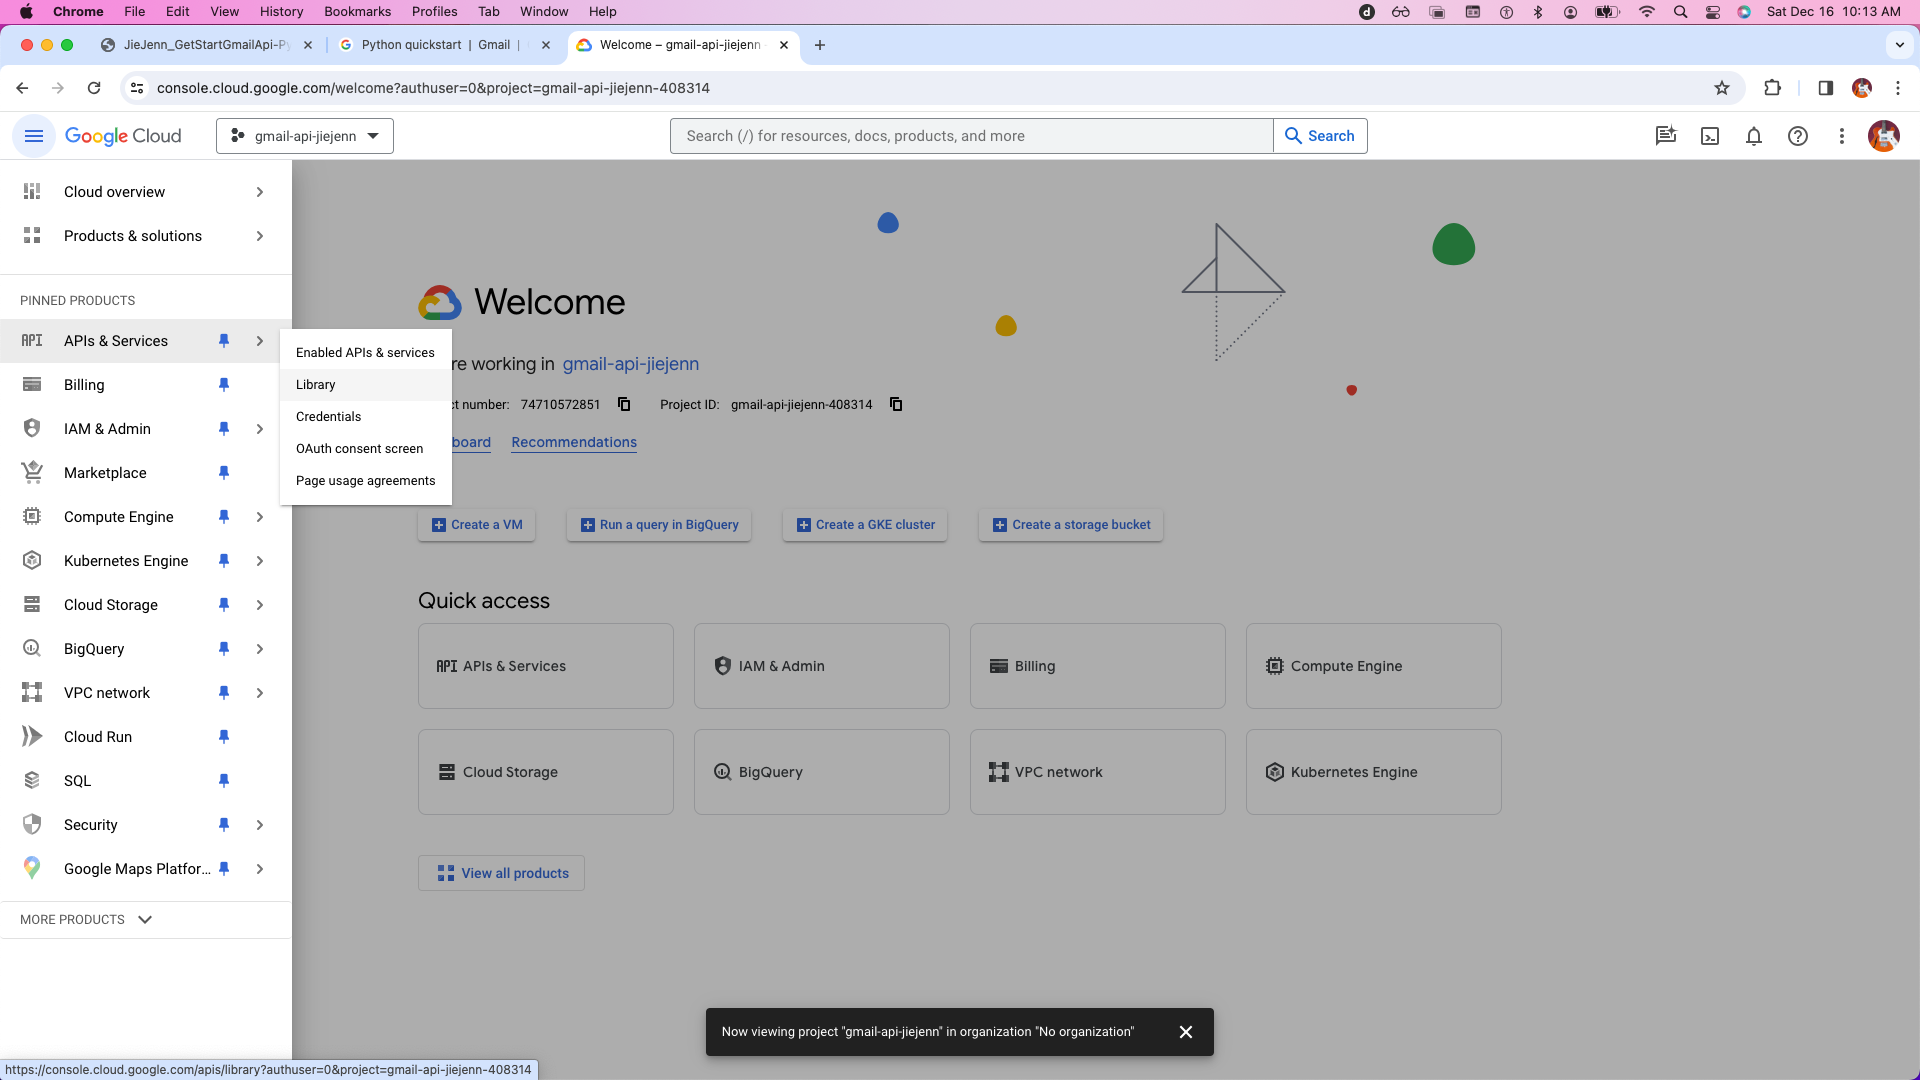 Chrome File Edit View History Bookmarks Profiles Tab Window Help Sat Dec 16 10:13 AM
JieJenn_GetStartGmailApi-Py Python quickstart | Gmail | Welcome – gmail-api-jiejenn
console.cloud.google.com/welcome?authuser=0&project=gmail-api-jiejenn-408314
Google Cloud gmail-api-jiejenn Search (/) for resources, docs, products, and more Search
Cloud overview
Products & solutions
PINNED PRODUCTS
API APIs & Services
Billing
IAM & Admin
Marketplace
Compute Engine
Kubernetes Engine
Cloud Storage
BigQuery
VPC network
Cloud Run
SQL
Security
Google Maps Platfor...
MORE PRODUCTS
Enabled APIs & services
Library
Credentials
OAuth consent screen
Page usage agreements
Welcome
re working in gmail-api-jiejenn
ct number: 74710572851 Project ID: gmail-api-jiejenn-408314
board Recommendations
Create a VM Run a query in BigQuery Create a GKE cluster Create a storage bucket
Quick access
API APIs & Services IAM & Admin Billing Compute Engine
Cloud Storage BigQuery VPC network Kubernetes Engine
View all products
Now viewing project "gmail-api-jiejenn" in organization "No organization"
https://console.cloud.google.com/apis/library?authuser=0&project=gmail-api-jiejenn-408314